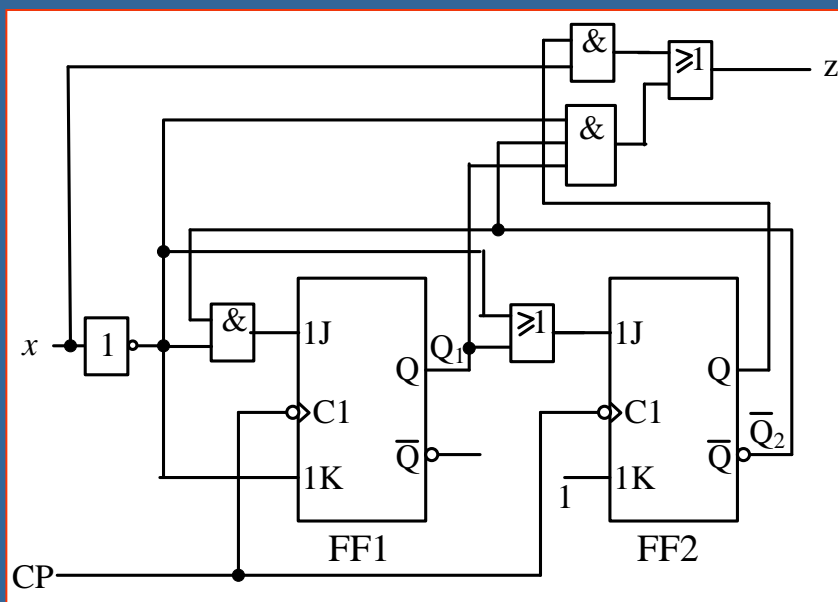 &
≥1
z
&
x
1
&
1J
Q
Q₁
C1
Q̅
1K
FF1
≥1
1J
Q
C1
Q̅
Q̅₂
1
1K
FF2
CP